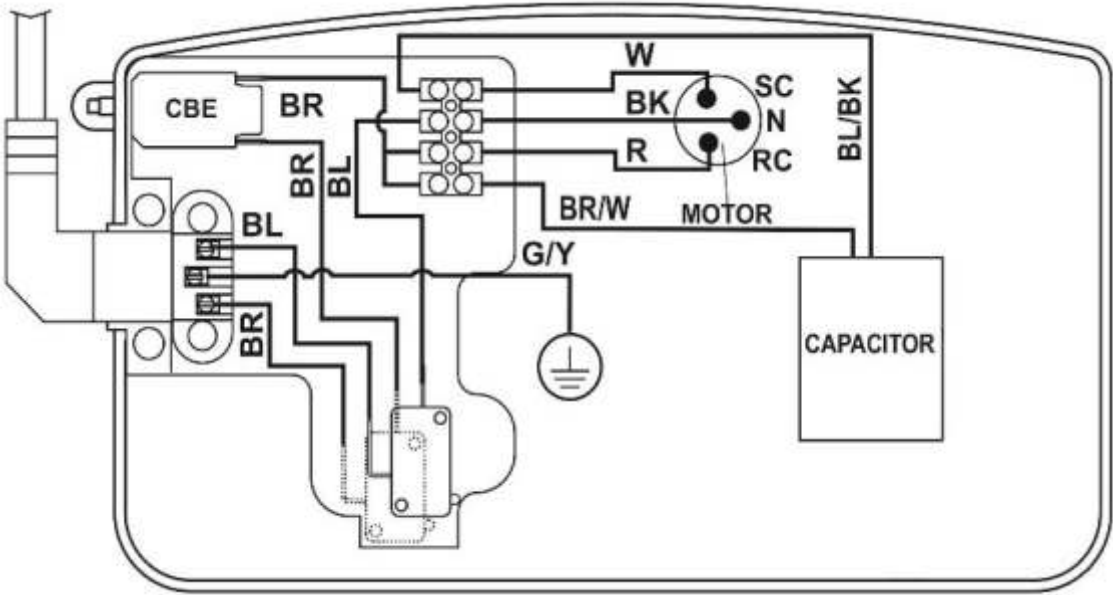 W
SC
CBE
BR
BK
N
BL/BK
R
RC
BR
BL
BR/W
MOTOR
BL
G/Y
BR
CAPACITOR